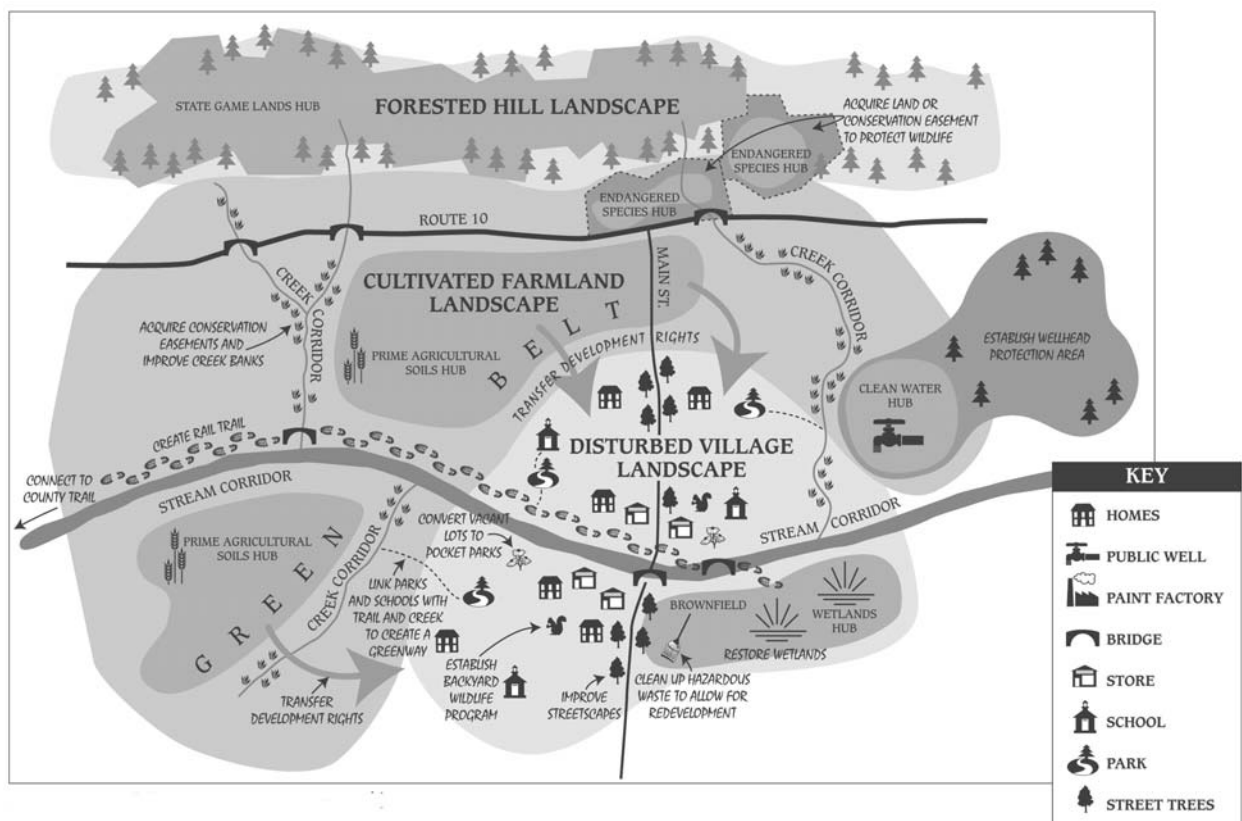 STATE GAME LANDS HUB
FORESTED HILL LANDSCAPE
ACQUIRE LAND OR
CONSERVATION EASEMENT
TO PROTECT WILDLIFE
ENDANGERED
SPECIES HUB
ENDANGERED
SPECIES HUB
ROUTE 10
MAIN ST.
CREEK CORRIDOR
CREEK CORRIDOR
CULTIVATED FARMLAND
LANDSCAPE
ACQUIRE CONSERVATION
EASEMENTS AND
IMPROVE CREEK BANKS
PRIME AGRICULTURAL
SOILS HUB
BELT
TRANSFER DEVELOPMENT RIGHTS
ESTABLISH WELLHEAD
PROTECTION AREA
CLEAN WATER
HUB
CREATE RAIL TRAIL
CONNECT TO
COUNTY TRAIL
STREAM CORRIDOR
DISTURBED VILLAGE
LANDSCAPE
STREAM CORRIDOR
PRIME AGRICULTURAL
SOILS HUB
GREEN
CREEK CORRIDOR
CONVERT VACANT
LOTS TO
POCKET PARKS
LINK PARKS
AND SCHOOLS WITH
TRAIL AND CREEK
TO CREATE A
GREENWAY
BROWNFIELD
WETLANDS
HUB
RESTORE WETLANDS
TRANSFER
DEVELOPMENT RIGHTS
ESTABLISH
BACKYARD
WILDLIFE
PROGRAM
IMPROVE
STREETSCAPES
CLEAN UP HAZARDOUS
WASTE TO ALLOW FOR
REDEVELOPMENT
KEY
HOMES
PUBLIC WELL
PAINT FACTORY
BRIDGE
STORE
SCHOOL
PARK
STREET TREES